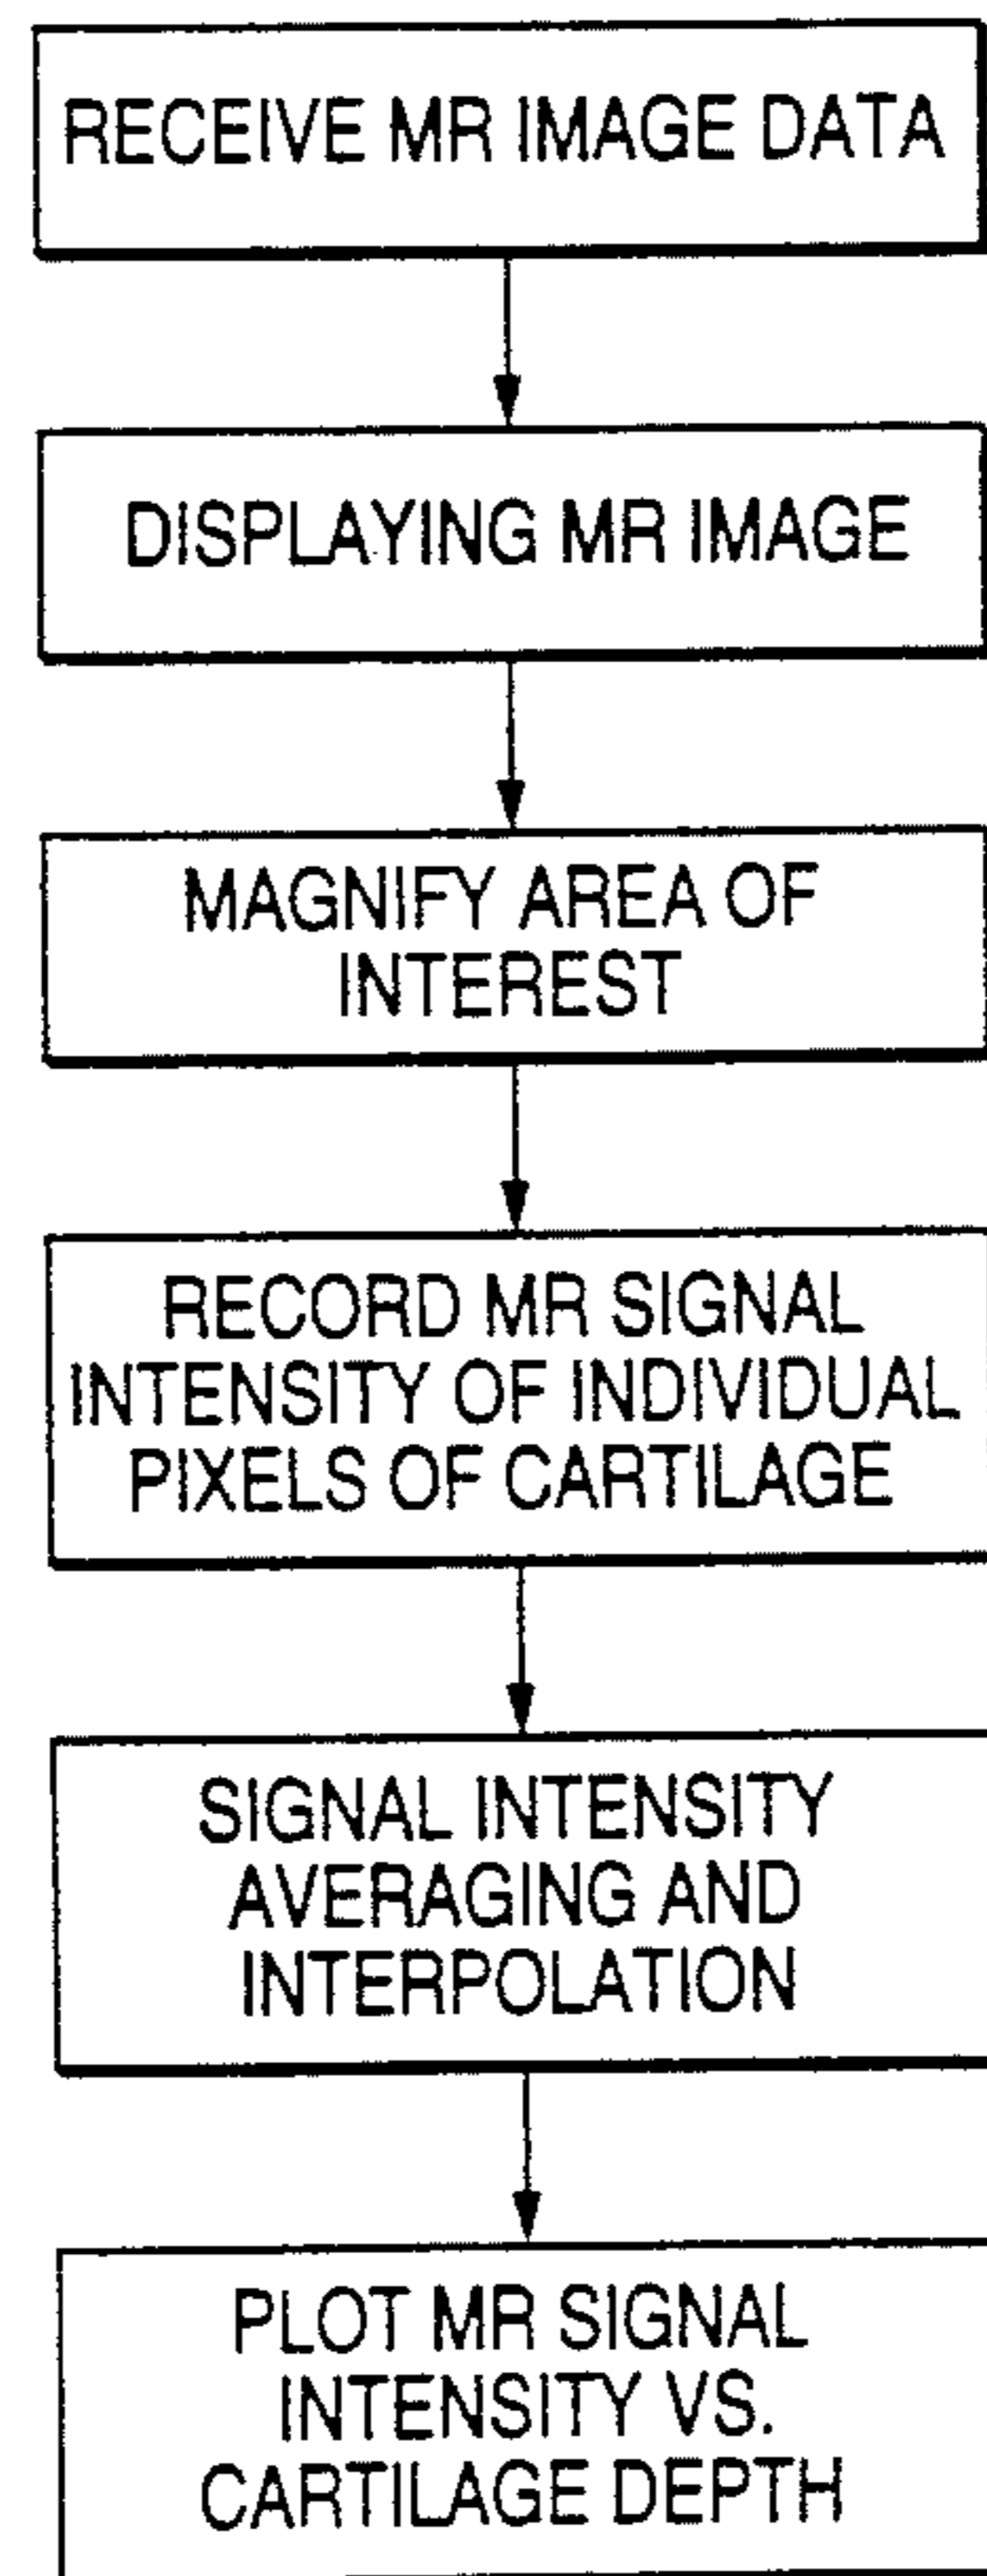 RECEIVE MR IMAGE DATA
DISPLAYING MR IMAGE
MAGNIFY AREA OF
INTEREST
RECORD MR SIGNAL
INTENSITY OF INDIVIDUAL
PIXELS OF CARTILAGE
SIGNAL INTENSITY
AVERAGING AND
INTERPOLATION
PLOT MR SIGNAL
INTENSITY VS.
CARTILAGE DEPTH